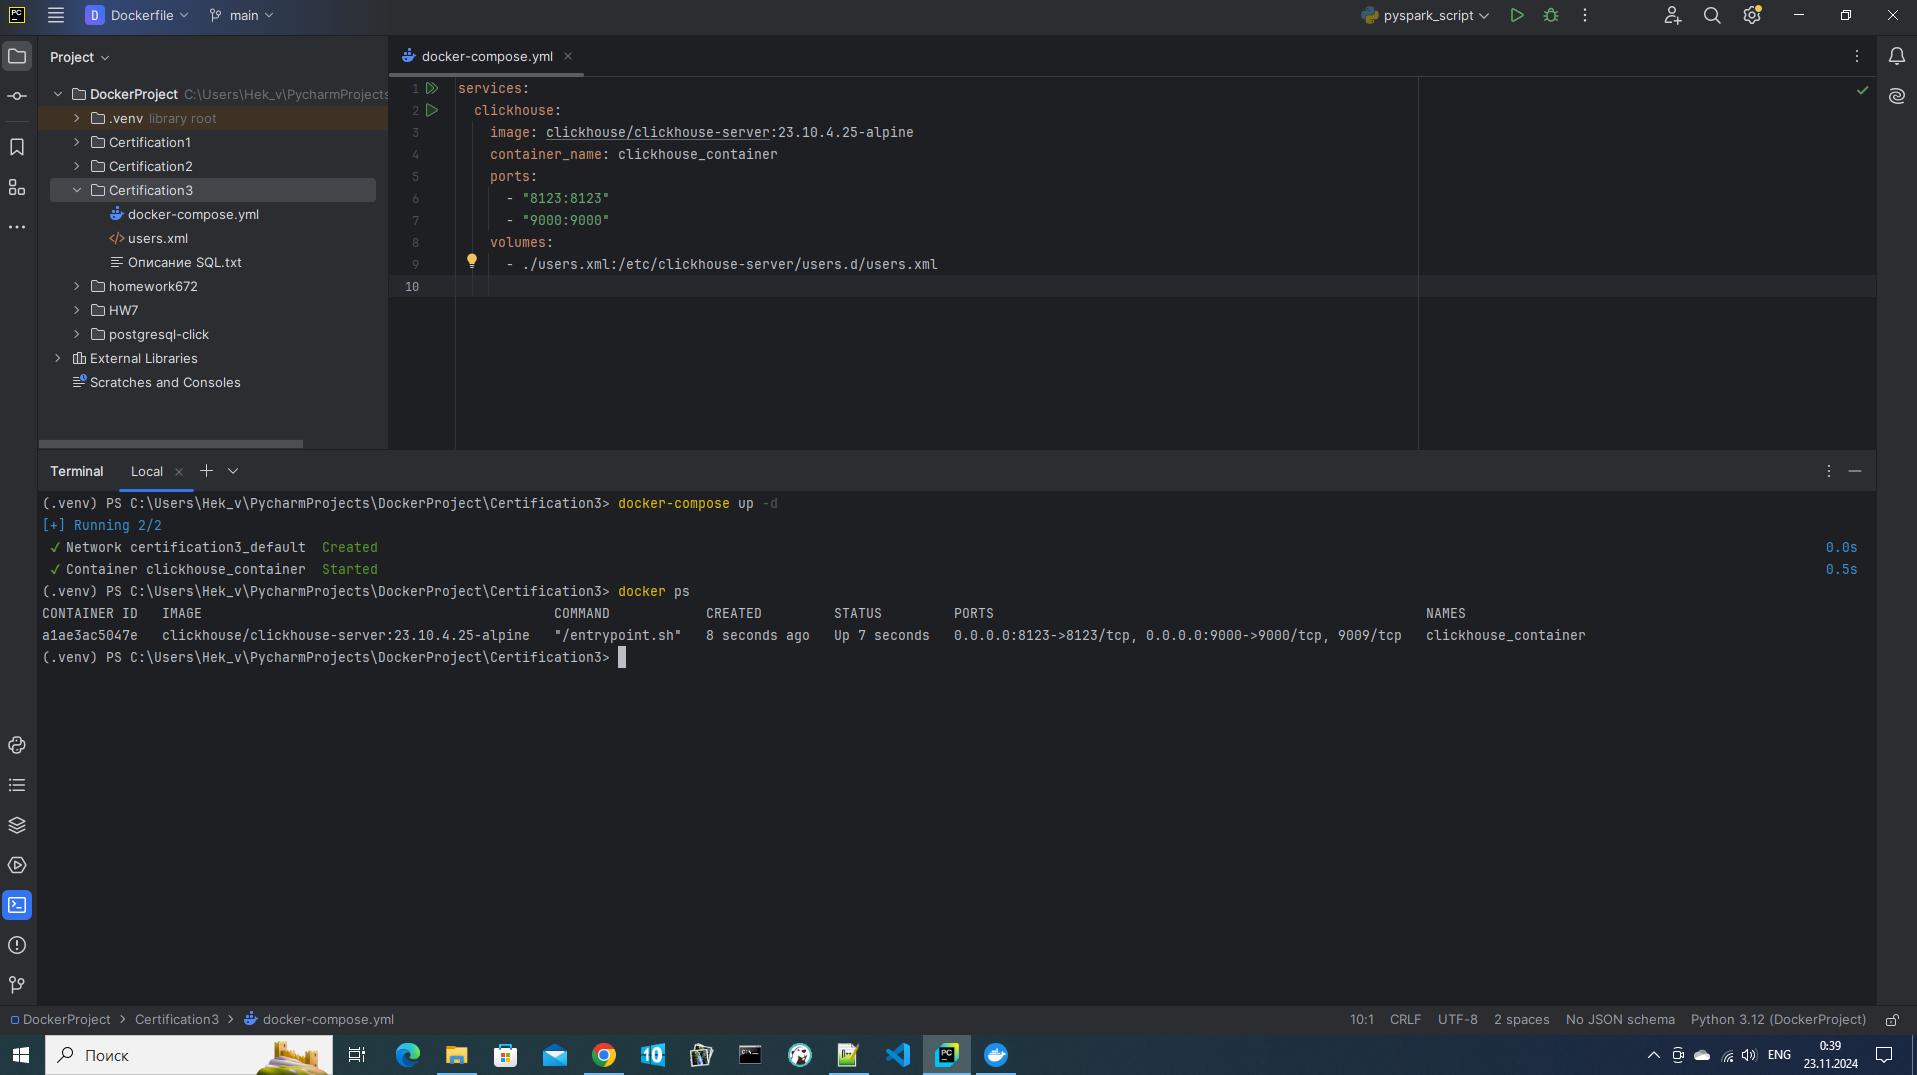 PC
D Dockerfile
main
pyspark_script
Project
docker-compose.yml
DockerProject C:\Users\Hek_v\PycharmProjects
.venv library root
Certification1
Certification2
Certification3
docker-compose.yml
users.xml
Описание SQL.txt
homework672
HW7
postgresql-click
External Libraries
Scratches and Consoles
1 services:
2 clickhouse:
3 image: clickhouse/clickhouse-server:23.10.4.25-alpine
4 container_name: clickhouse_container
5 ports:
6 - "8123:8123"
7 - "9000:9000"
8 volumes:
9 - ./users.xml:/etc/clickhouse-server/users.d/users.xml
10
Terminal Local
(.venv) PS C:\Users\Hek_v\PycharmProjects\DockerProject\Certification3> docker-compose up -d
[+] Running 2/2
✓ Network certification3_default Created 0.0s
✓ Container clickhouse_container Started 0.5s
(.venv) PS C:\Users\Hek_v\PycharmProjects\DockerProject\Certification3> docker ps
CONTAINER ID IMAGE COMMAND CREATED STATUS PORTS NAMES
a1ae3ac5047e clickhouse/clickhouse-server:23.10.4.25-alpine "/entrypoint.sh" 8 seconds ago Up 7 seconds 0.0.0.0:8123->8123/tcp, 0.0.0.0:9000->9000/tcp, 9009/tcp clickhouse_container
(.venv) PS C:\Users\Hek_v\PycharmProjects\DockerProject\Certification3>
DockerProject > Certification3 > docker-compose.yml
10:1 CRLF UTF-8 2 spaces No JSON schema Python 3.12 (DockerProject)
Поиск
10
PC
ENG
0:39
23.11.2024